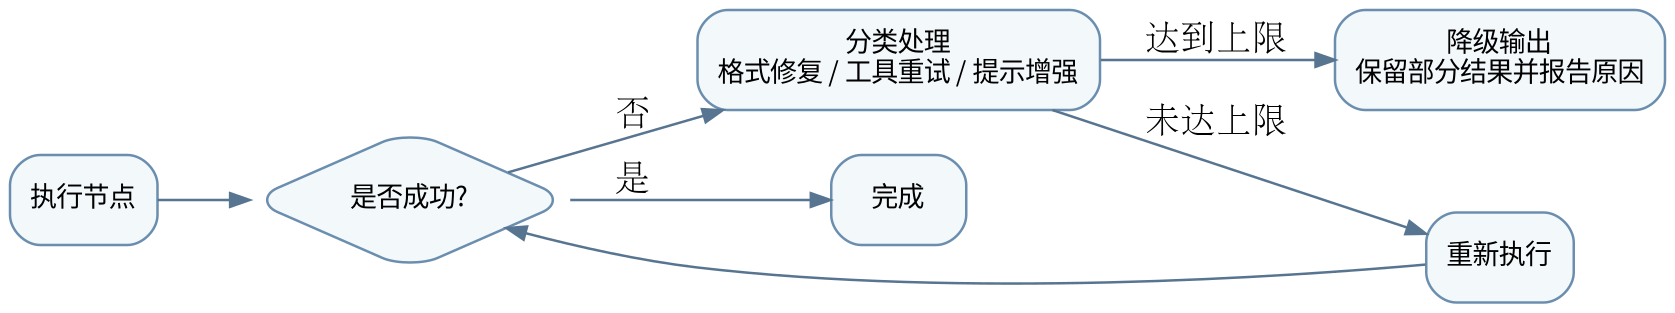 执行节点
是否成功?
否
是
分类处理
格式修复 / 工具重试 / 提示增强
完成
达到上限
未达上限
降级输出
保留部分结果并报告原因
重新执行